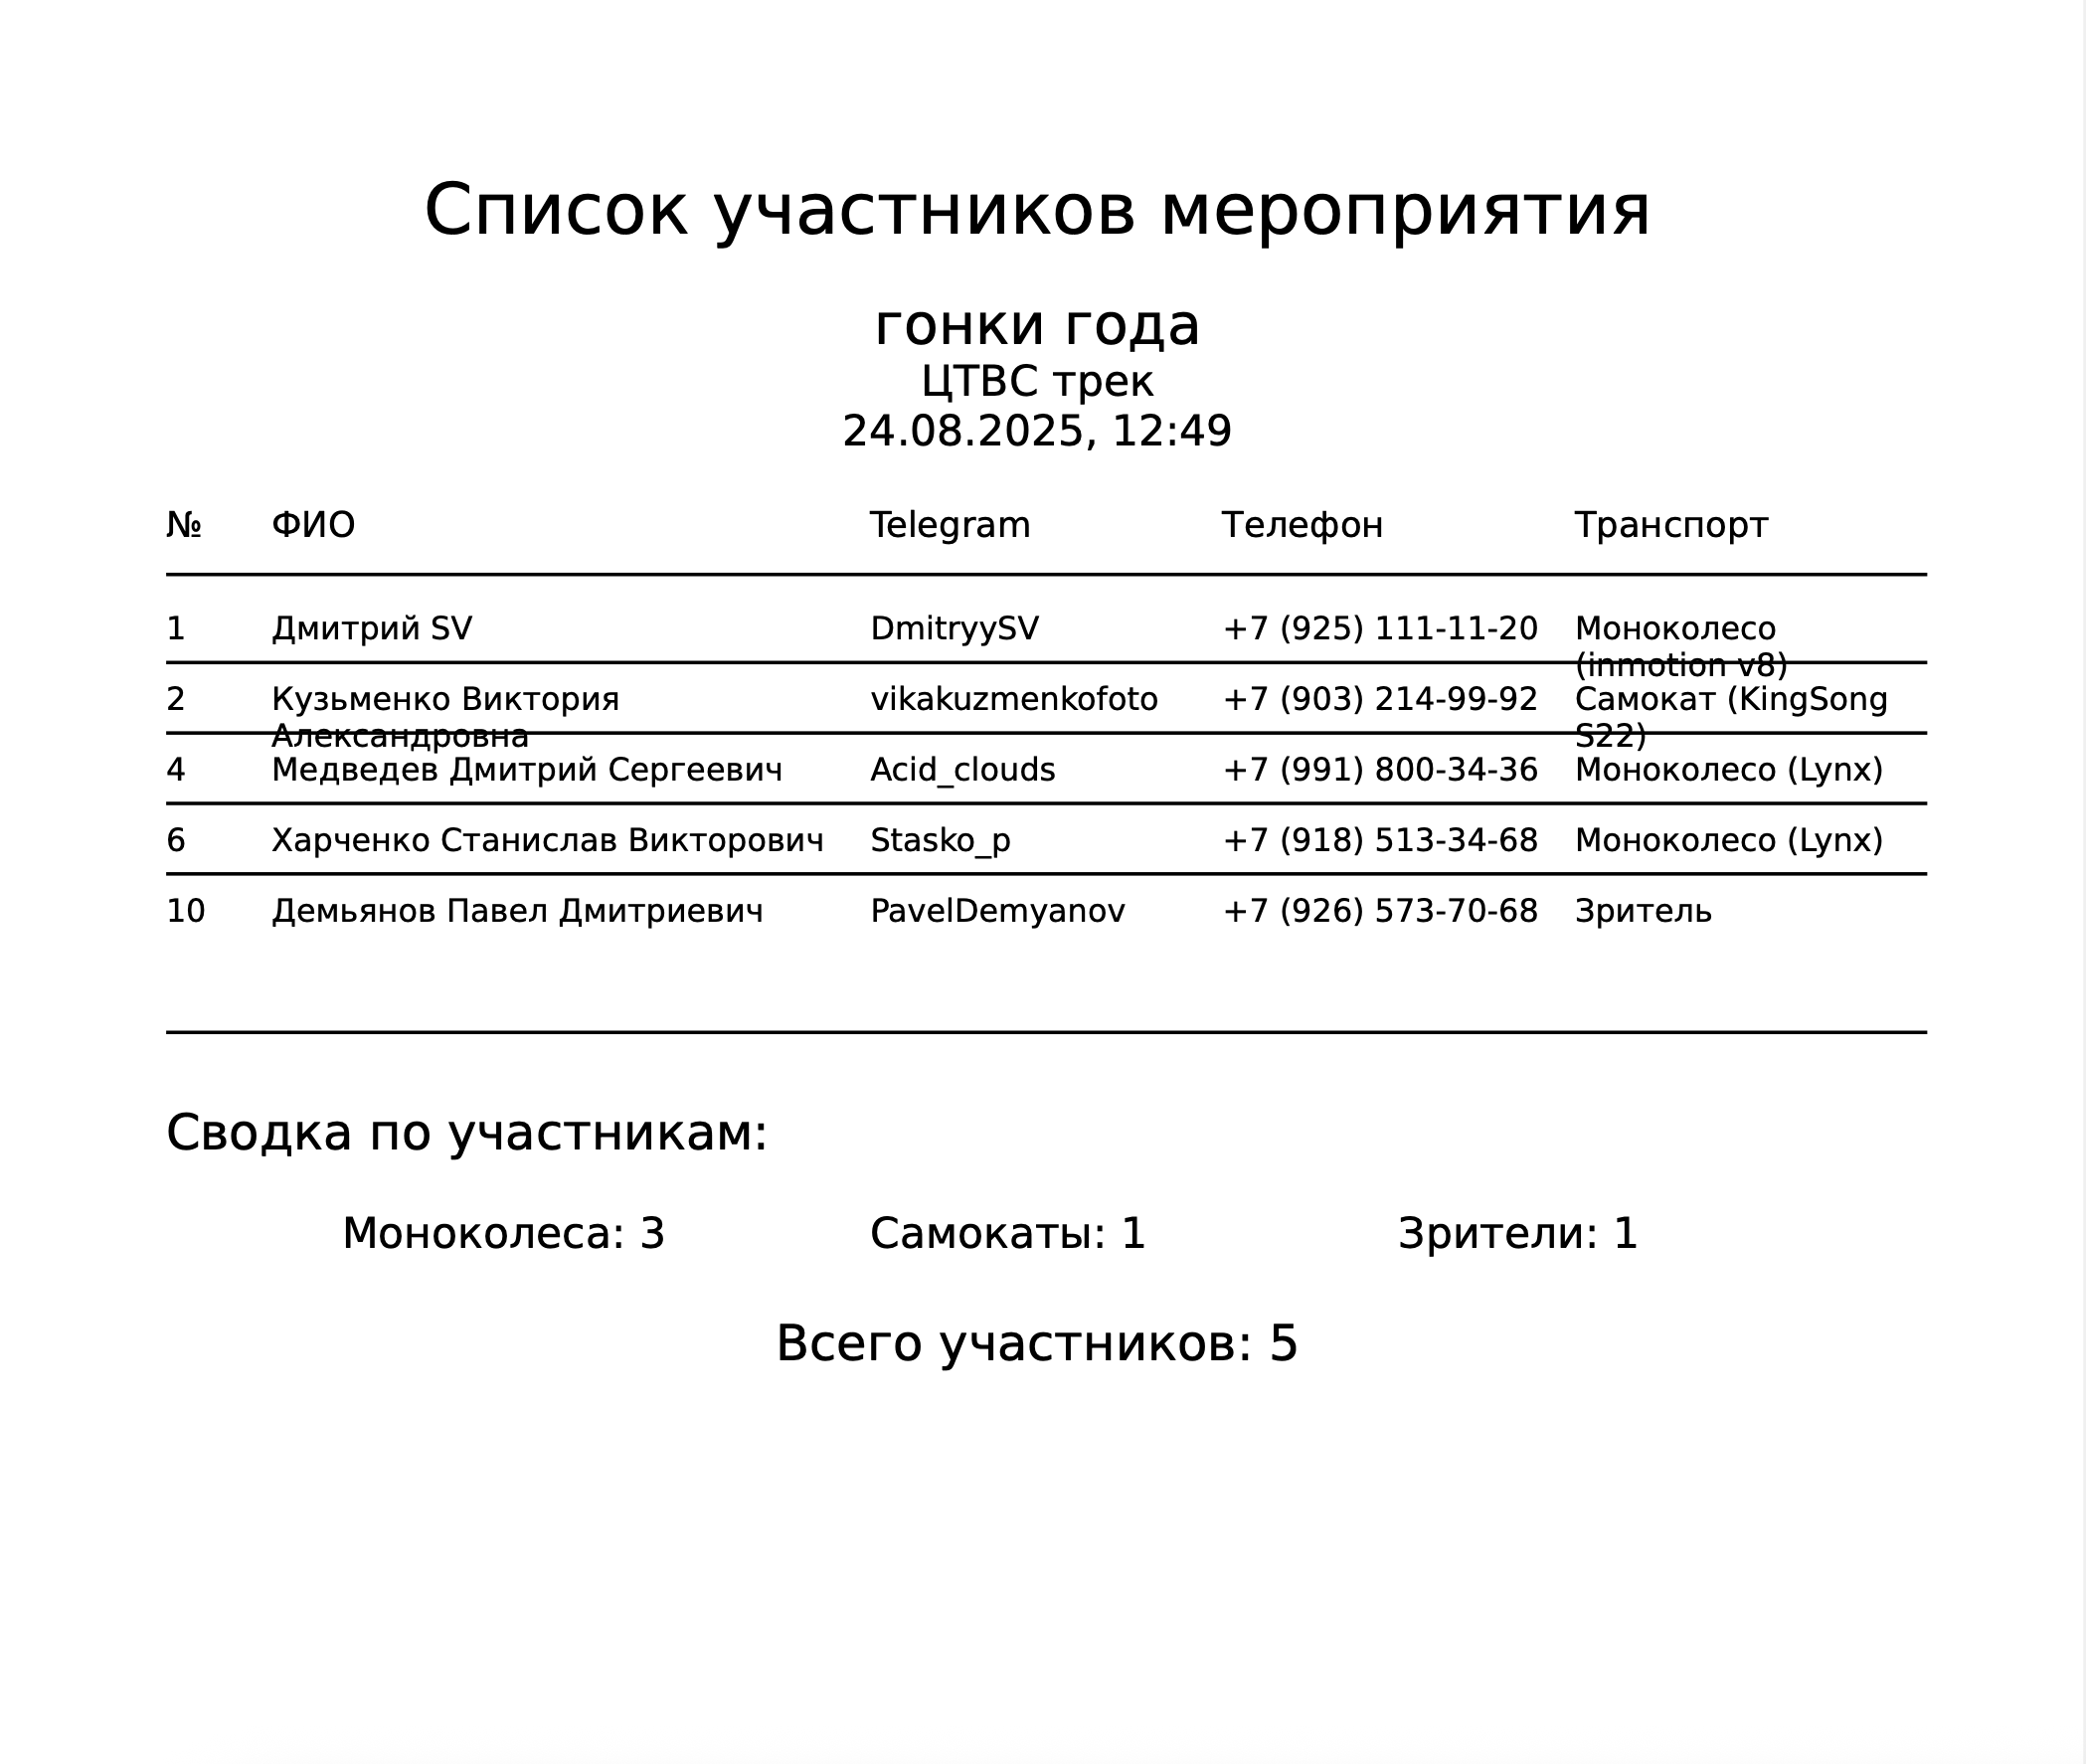 Список участников мероприятия
гонки года
ЦТВС трек
24.08.2025, 12:49
№ ФИО Telegram Телефон Транспорт
1 Дмитрий SV DmitryySV +7 (925) 111-11-20 Моноколесо
(inmotion v8)
2 Кузьменко Виктория vikakuzmenkofoto +7 (903) 214-99-92 Самокат (KingSong
Александровна S22)
4 Медведев Дмитрий Сергеевич Acid_clouds +7 (991) 800-34-36 Моноколесо (Lynx)
6 Харченко Станислав Викторович Stasko_p +7 (918) 513-34-68 Моноколесо (Lynx)
10 Демьянов Павел Дмитриевич PavelDemyanov +7 (926) 573-70-68 Зритель
Сводка по участникам:
Моноколеса: 3 Самокаты: 1 Зрители: 1
Всего участников: 5